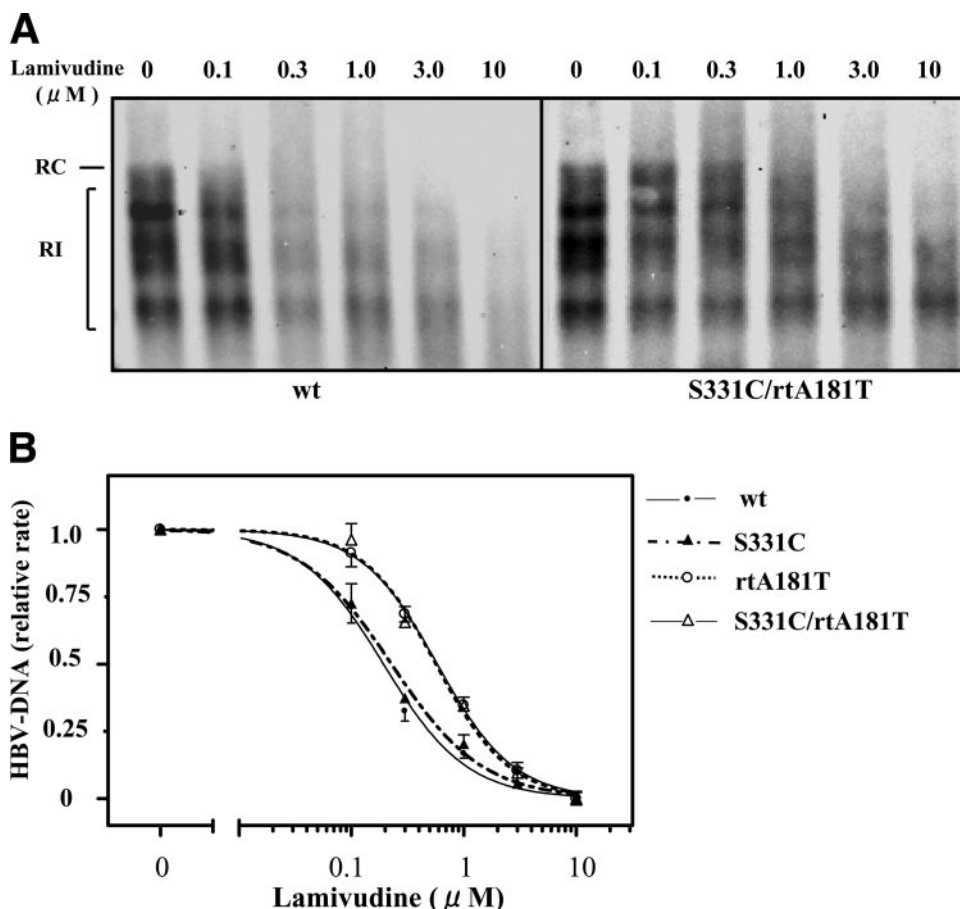 A
Lamivudine 0 0.1 0.3 1.0 3.0 10 0 0.1 0.3 1.0 3.0 10
(μM)
RC
RI
wt S331C/rtA181T
B
HBV-DNA (relative rate)
1.0
0.75
0.5
0.25
0
0 0.1 1 10
Lamivudine (μM)
wt
S331C
rtA181T
S331C/rtA181T